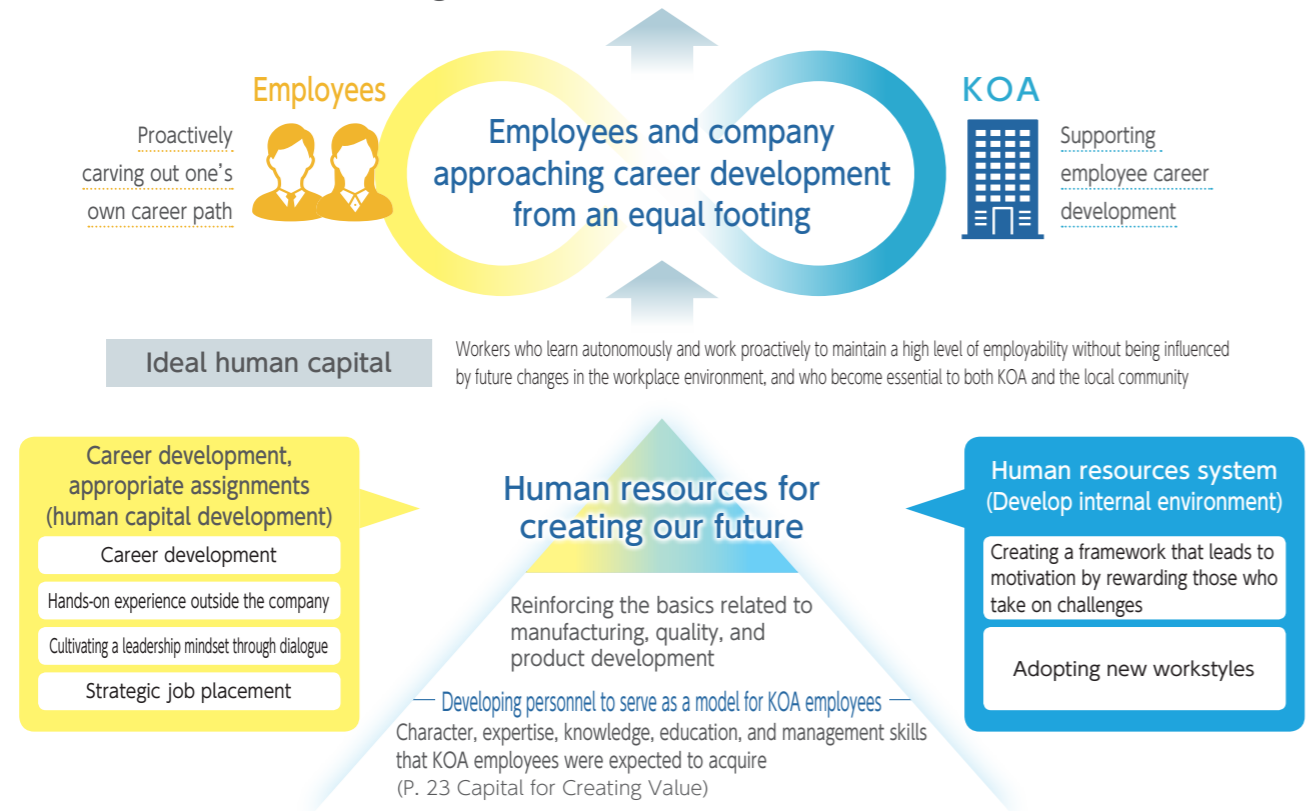 Employees
Proactively
carving out one's
own career path
Employees and company
approaching career development
from an equal footing
KOA
Supporting
employee career
development
Ideal human capital
Workers who learn autonomously and work proactively to maintain a high level of employability without being influenced
by future changes in the workplace environment, and who become essential to both KOA and the local community
Career development,
appropriate assignments
(human capital development)
Career development
Hands-on experience outside the company
Cultivating a leadership mindset through dialogue
Strategic job placement
Human resources for
creating our future
Reinforcing the basics related to
manufacturing, quality, and
product development
Developing personnel to serve as a model for KOA employees
Character, expertise, knowledge, education, and management skills
that KOA employees were expected to acquire
(P. 23 Capital for Creating Value)
Human resources system
(Develop internal environment)
Creating a framework that leads to
motivation by rewarding those who
take on challenges
Adopting new workstyles